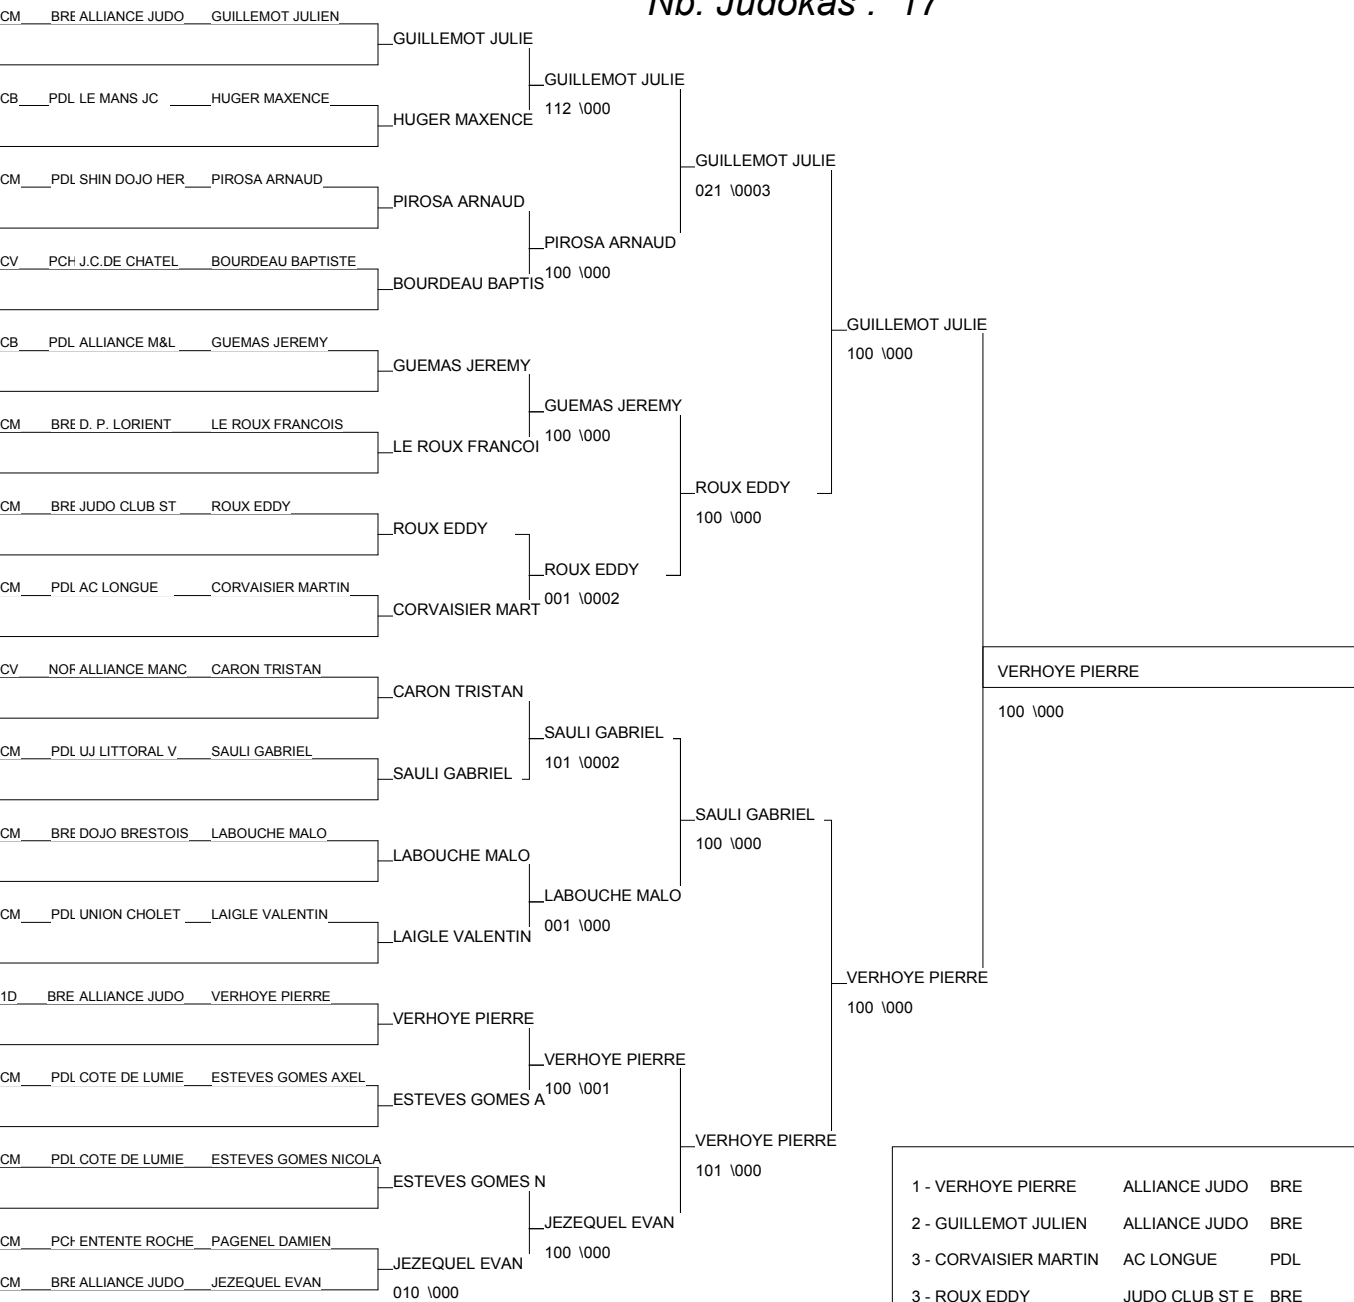 Nb. Judokas : 17
CM BRE ALLIANCE JUDO GUILLEMOT JULIEN
GUILLEMOT JULIE
GUILLEMOT JULIE
112 \000
CB PDL LE MANS JC HUGER MAXENCE
HUGER MAXENCE
GUILLEMOT JULIE
021 \0003
CM PDL SHIN DOJO HER PIROSA ARNAUD
PIROSA ARNAUD
PIROSA ARNAUD
100 \000
CV PCH J.C.DE CHATEL BOURDEAU BAPTISTE
BOURDEAU BAPTIS
GUILLEMOT JULIE
100 \000
CB PDL ALLIANCE M&L GUEMAS JEREMY
GUEMAS JEREMY
GUEMAS JEREMY
100 \000
CM BRE D. P. LORIENT LE ROUX FRANCOIS
LE ROUX FRANCOI
ROUX EDDY
100 \000
CM BRE JUDO CLUB ST ROUX EDDY
ROUX EDDY
ROUX EDDY
001 \0002
CM PDL AC LONGUE CORVAISIER MARTIN
CORVAISIER MART
VERHOYE PIERRE
100 \000
CV NOR ALLIANCE MANC CARON TRISTAN
CARON TRISTAN
SAULI GABRIEL
101 \0002
CM PDL UJ LITTORAL V SAULI GABRIEL
SAULI GABRIEL
SAULI GABRIEL
100 \000
CM BRE DOJO BRESTOIS LABOUCHE MALO
LABOUCHE MALO
LABOUCHE MALO
001 \000
CM PDL UNION CHOLET LAIGLE VALENTIN
LAIGLE VALENTIN
VERHOYE PIERRE
100 \000
1D BRE ALLIANCE JUDO VERHOYE PIERRE
VERHOYE PIERRE
VERHOYE PIERRE
100 \001
CM PDL COTE DE LUMIE ESTEVES GOMES AXEL
ESTEVES GOMES A
VERHOYE PIERRE
101 \000
CM PDL COTE DE LUMIE ESTEVES GOMES NICOLA
ESTEVES GOMES N
JEZEQUEL EVAN
100 \000
CM PCH ENTENTE ROCHE PAGENEL DAMIEN
JEZEQUEL EVAN
010 \000
CM BRE ALLIANCE JUDO JEZEQUEL EVAN
1 - VERHOYE PIERRE ALLIANCE JUDO BRE
2 - GUILLEMOT JULIEN ALLIANCE JUDO BRE
3 - CORVAISIER MARTIN AC LONGUE PDL
3 - ROUX EDDY JUDO CLUB ST E BRE